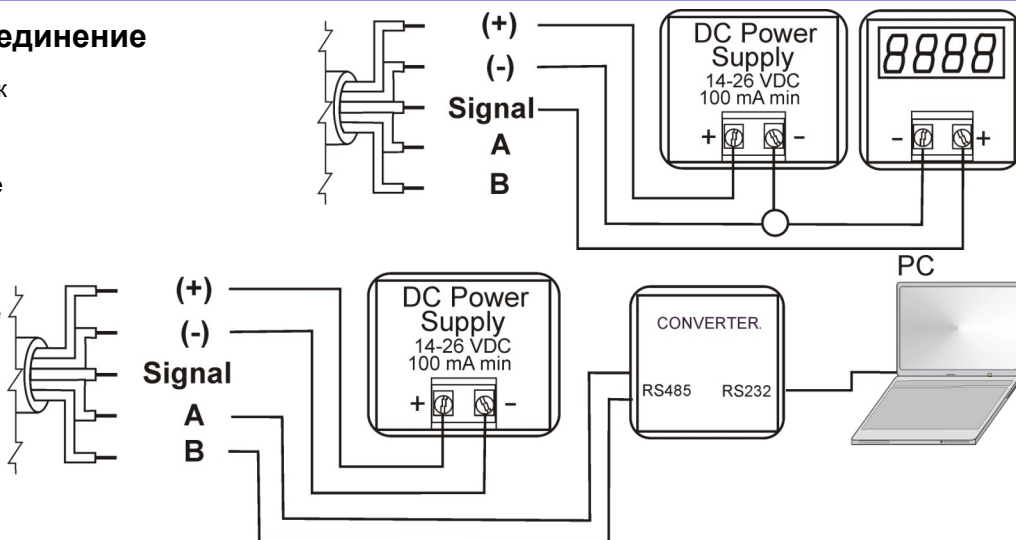 единение
к
е
(+)
(-)
Signal
A
B
DC Power
Supply
14-26 VDC
100 mA min
+ -
8888
- +
е
(+)
(-)
Signal
A
B
DC Power
Supply
14-26 VDC
100 mA min
+ -
CONVERTER.
RS485 RS232
PC